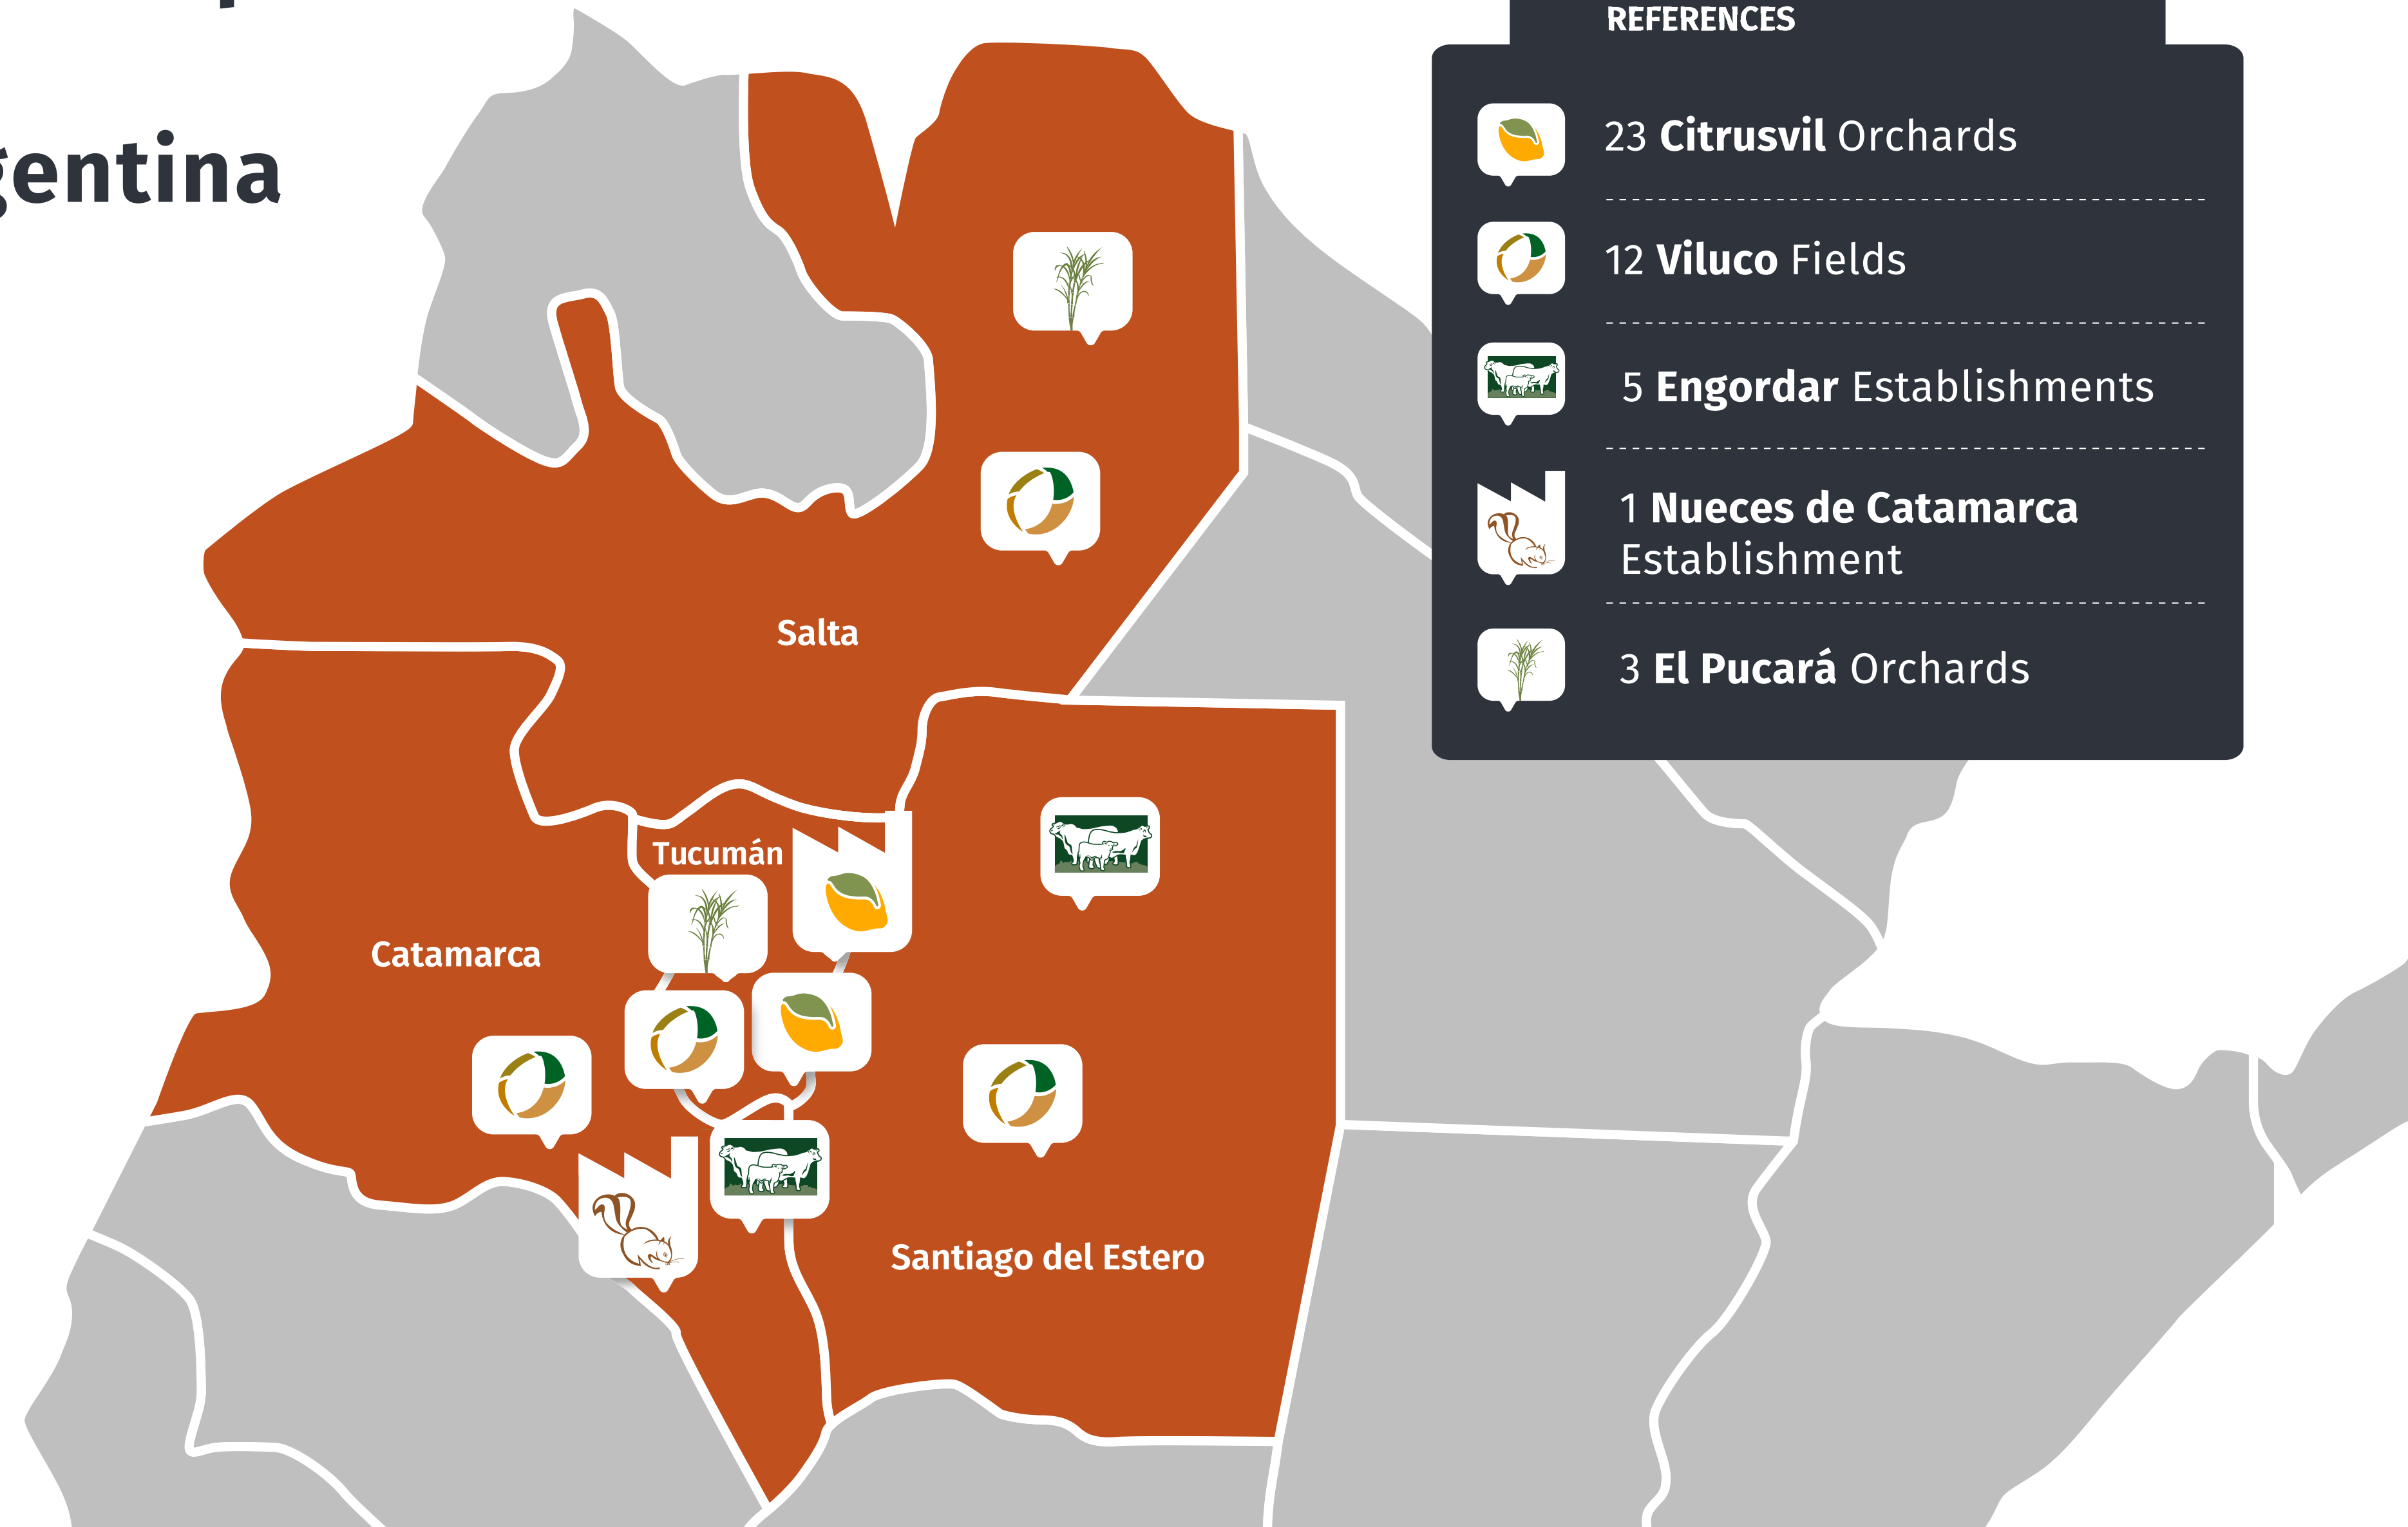 gentina
REFERENCES
23 Citrusvil Orchards
12 Viluco Fields
5 Engordar Establishments
1 Nueces de Catamarca
Establishment
3 El Pucará Orchards
Salta
Tucumán
Catamarca
Santiago del Estero